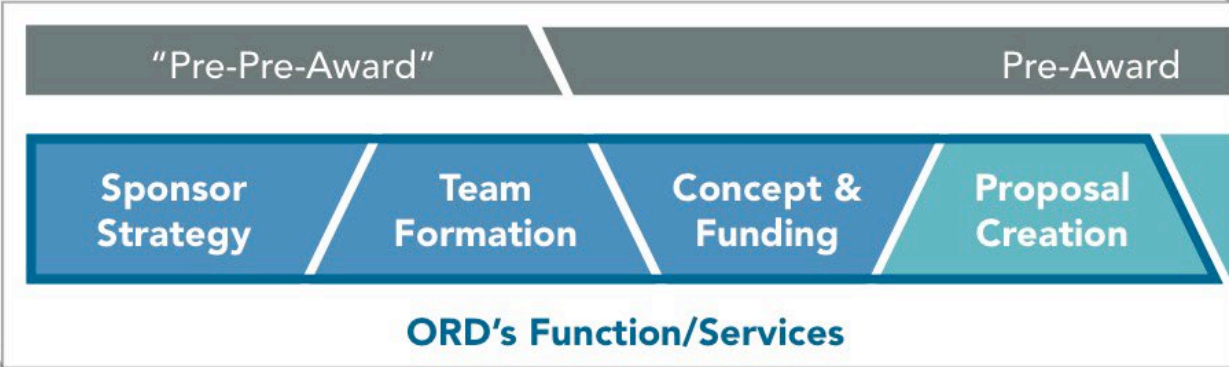 “Pre-Pre-Award”
Pre-Award
Sponsor
Strategy
Team
Formation
Concept &
Funding
Proposal
Creation
ORD’s Function/Services